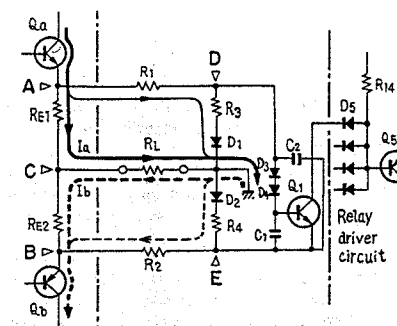 Qa
D
A
R1
R14
RE1
R3
D5
Ia
RL
D1
C2
Q5
C
D3
Ib
D2
D4
Q1
RE2
R4
C1
Relay
driver
circuit
B
R2
E
Qb